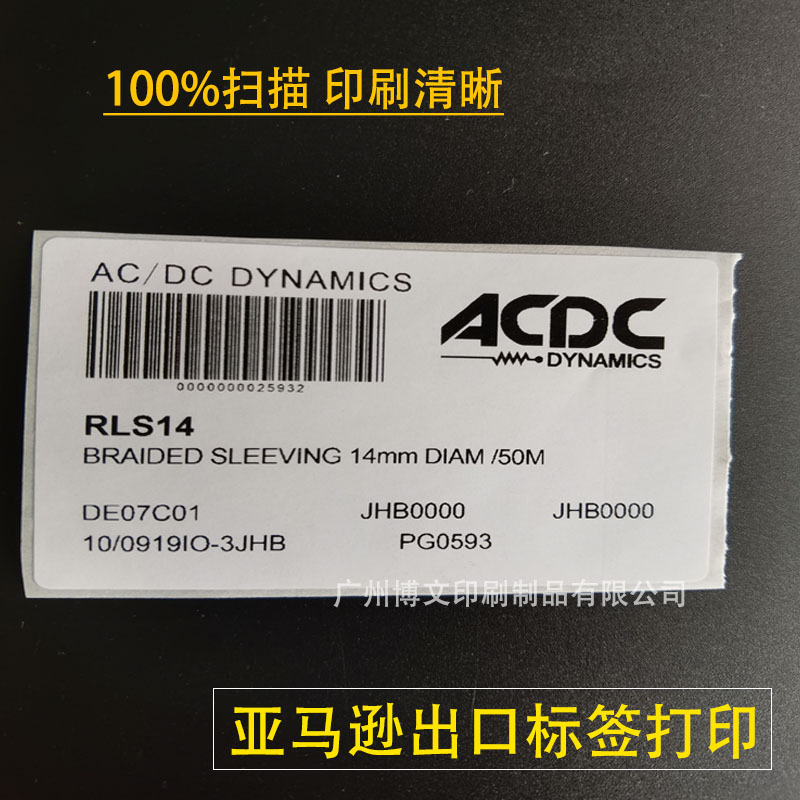 100%扫描 印刷清晰
AC/DC DYNAMICS
ACDC
DYNAMICS
0000000025932
RLS14
BRAIDED SLEEVING 14mm DIAM /50M
DE07C01 JHB0000 JHB0000
10/0919IO-3JHB PG0593
广州博文印刷制品有限公司
亚马逊出口标签打印